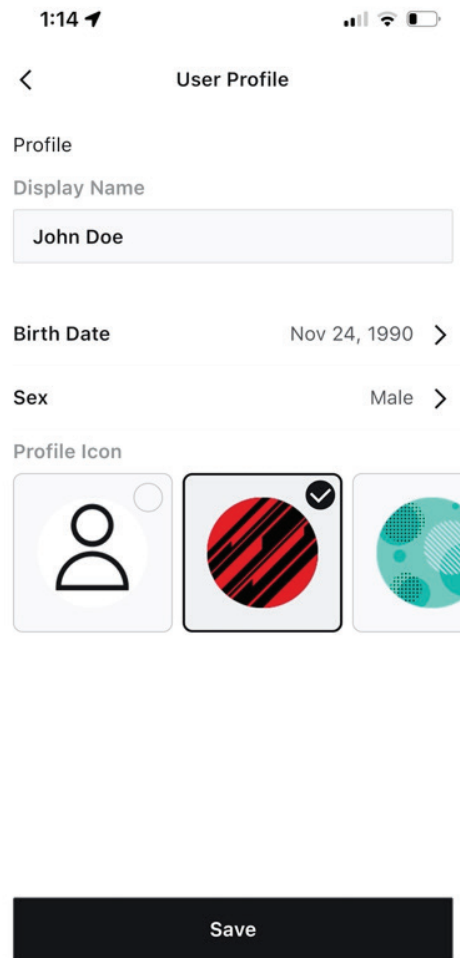 1:14
User Profile
Profile
Display Name
John Doe
Birth Date Nov 24, 1990
Sex Male
Profile Icon
Save